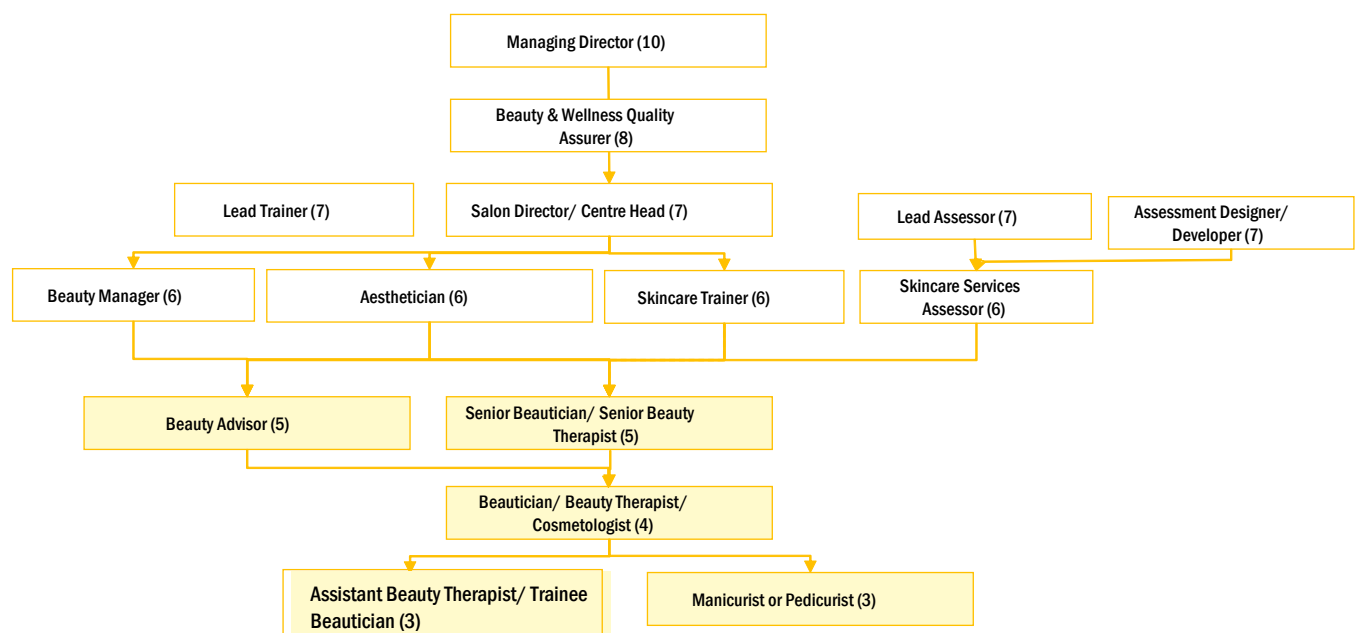 Managing Director (10)
Beauty & Wellness Quality
Assurer (8)
Lead Trainer (7)
Salon Director/ Centre Head (7)
Lead Assessor (7)
Assessment Designer/
Developer (7)
Beauty Manager (6)
Aesthetician (6)
Skincare Trainer (6)
Skincare Services
Assessor (6)
Beauty Advisor (5)
Senior Beautician/ Senior Beauty
Therapist (5)
Beautician/ Beauty Therapist/
Cosmetologist (4)
Assistant Beauty Therapist/ Trainee
Beautician (3)
Manicurist or Pedicurist (3)